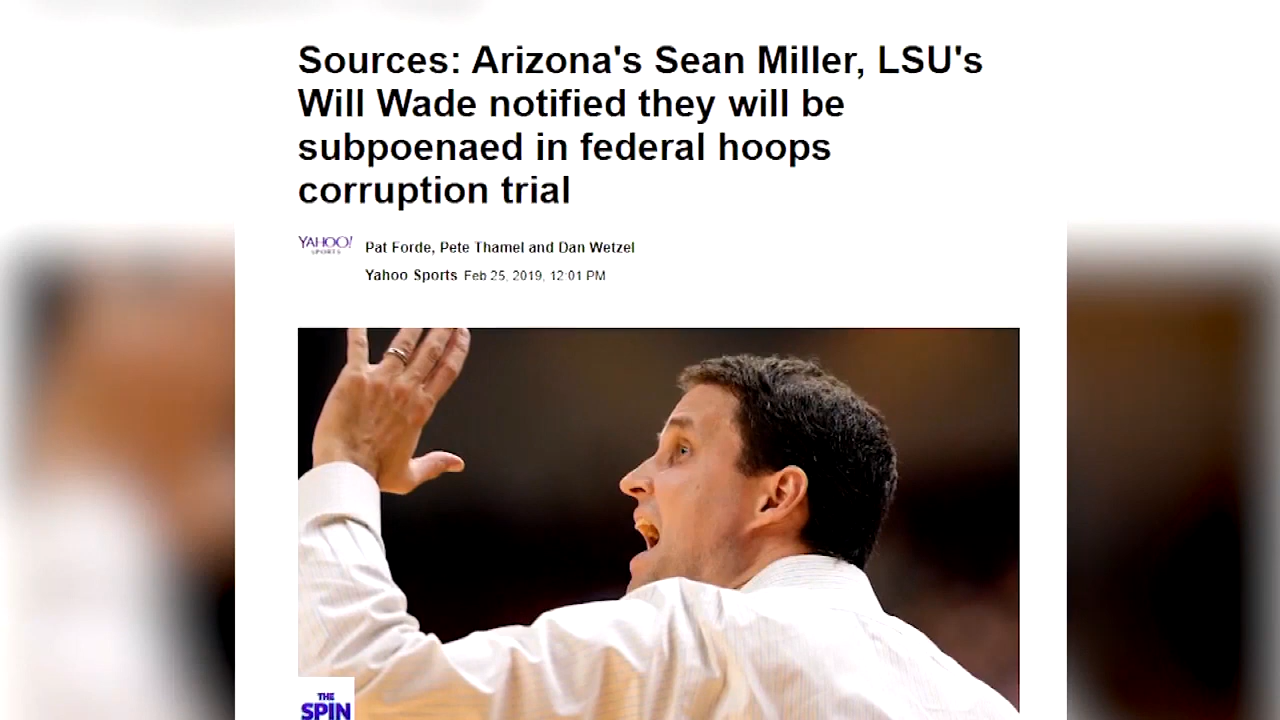 Sources: Arizona's Sean Miller, LSU's
Will Wade notified they will be
subpoenaed in federal hoops
corruption trial
YAHOO!
SPORTS
Pat Forde, Pete Thamel and Dan Wetzel
Yahoo Sports Feb 25, 2019, 12:01 PM
THE
SPIN